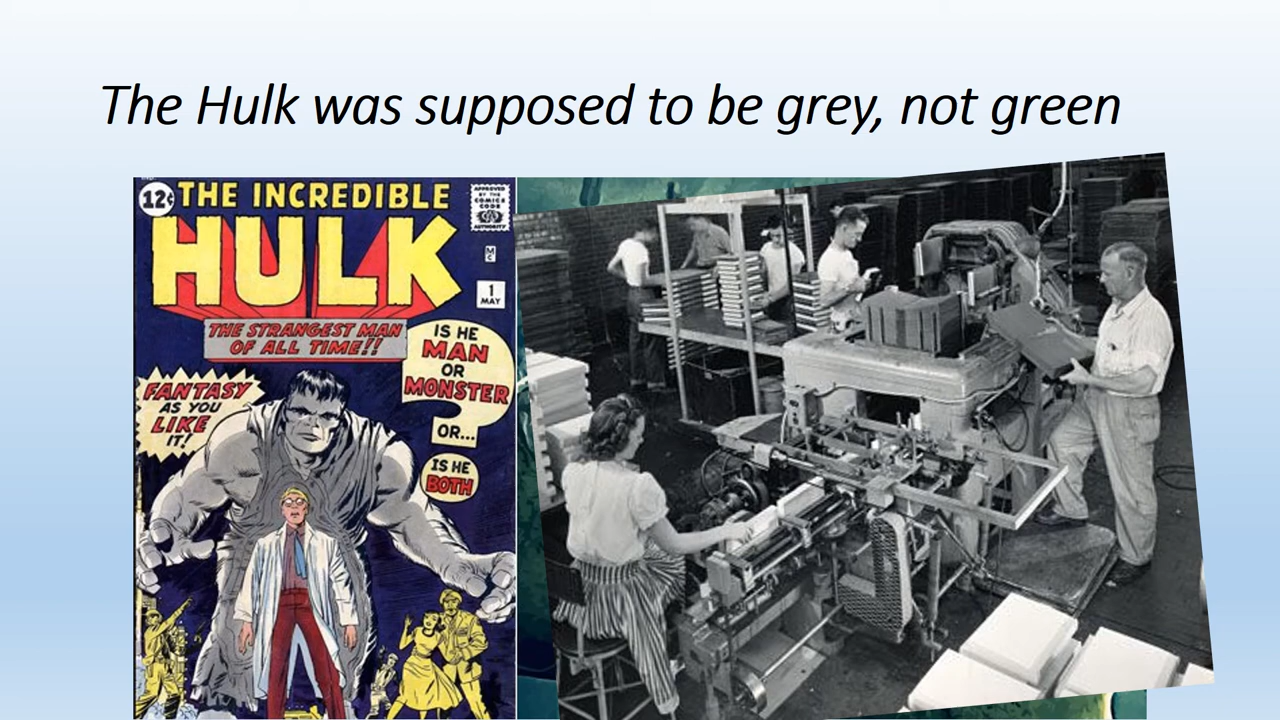 The Hulk was supposed to be grey, not green
12¢
THE INCREDIBLE
HULK
APPROVED
BY THE
COMICS
CODE
AUTHORITY
M
C
1
MAY
THE STRANGEST MAN
OF ALL TIME!!
IS HE
MAN
OR
MONSTER
OR...
IS HE
BOTH
FANTASY
AS YOU
LIKE
IT!